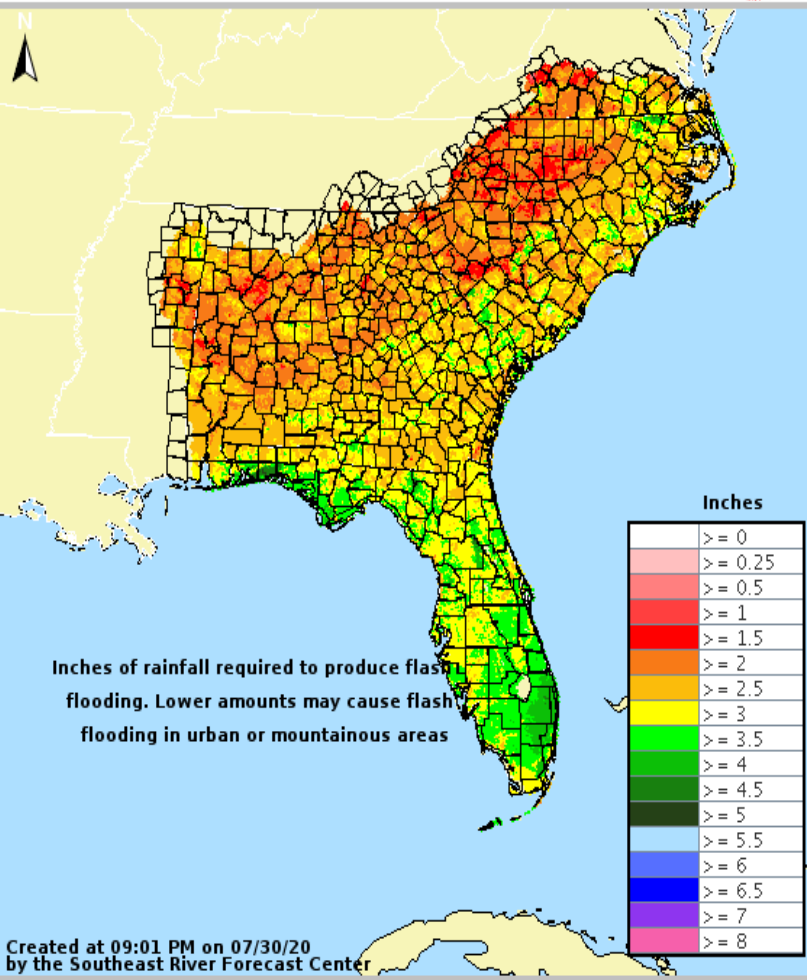 N
Inches
>= 0
>= 0.25
>= 0.5
>= 1
>= 1.5
>= 2
>= 2.5
>= 3
>= 3.5
>= 4
>= 4.5
>= 5
>= 5.5
>= 6
>= 6.5
>= 7
>= 8
Inches of rainfall required to produce flash
flooding. Lower amounts may cause flash
flooding in urban or mountainous areas
Created at 09:01 PM on 07/30/20
by the Southeast River Forecast Center